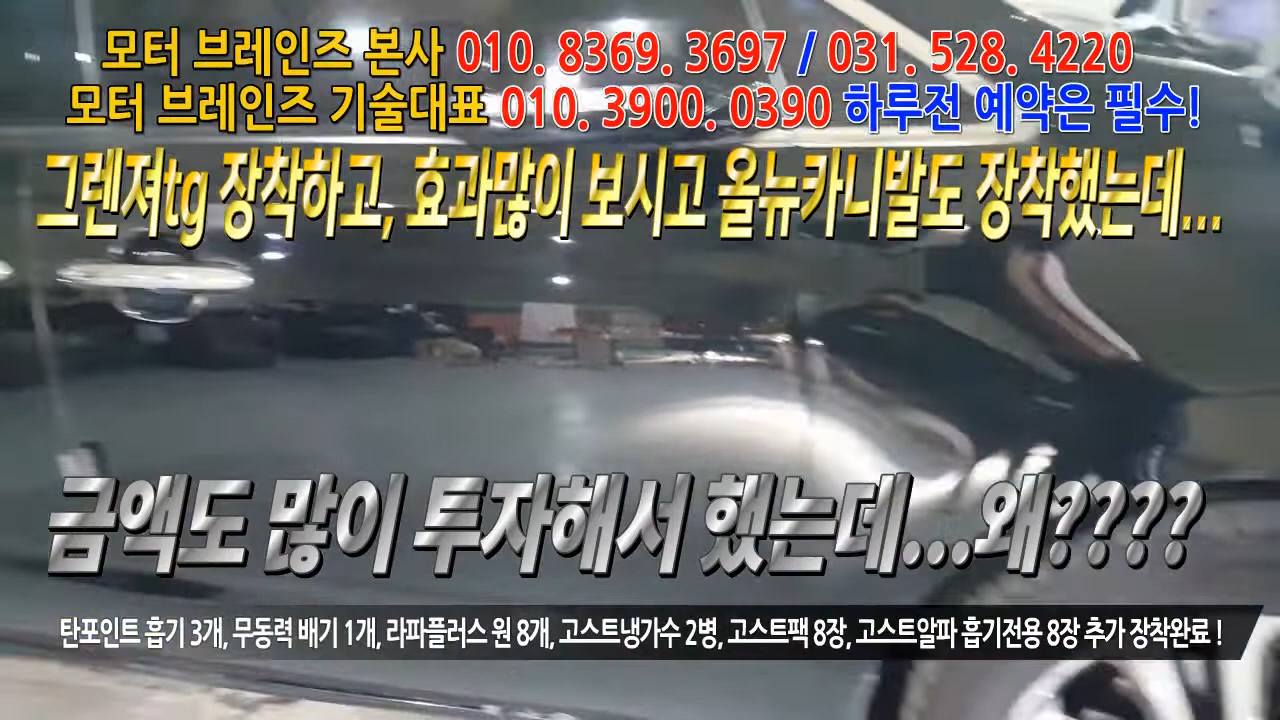 모터 브레인즈 본사 010. 8369. 3697 / 031. 528. 4220
모터 브레인즈 기술대표 010. 3900. 0390 하루전 예약은 필수!
그렌져tg 장착하고, 효과많이 보시고 올뉴카니발도 장착했는데...
금액도 많이 투자해서 했는데...왜????
탄포인트 흡기 3개, 무동력 배기 1개, 라파플러스 원 8개, 고스트냉가수 2병, 고스트팩 8장, 고스트알파 흡기전용 8장 추가 장착완료 !